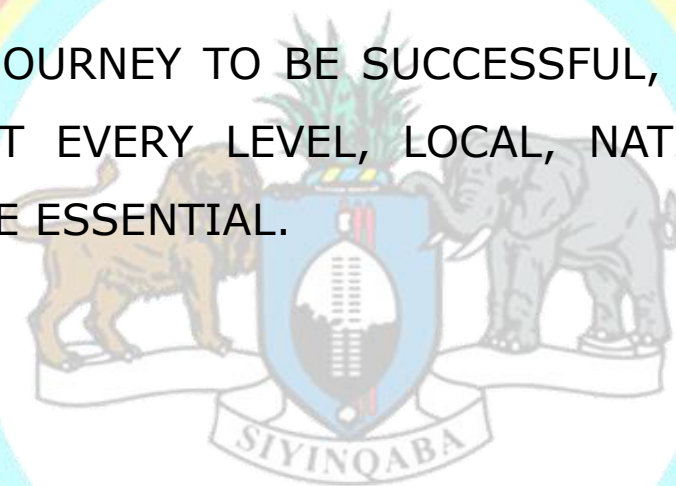 OURNEY TO BE SUCCESSFUL,
T EVERY LEVEL, LOCAL, NAT
E ESSENTIAL.
SIYINQABA